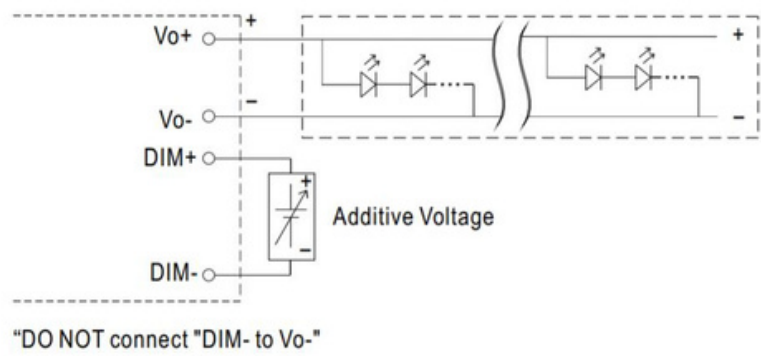 Vo+
+
+
Vo-
−
−
DIM+
+
Additive Voltage
−
DIM-
“DO NOT connect "DIM- to Vo-"